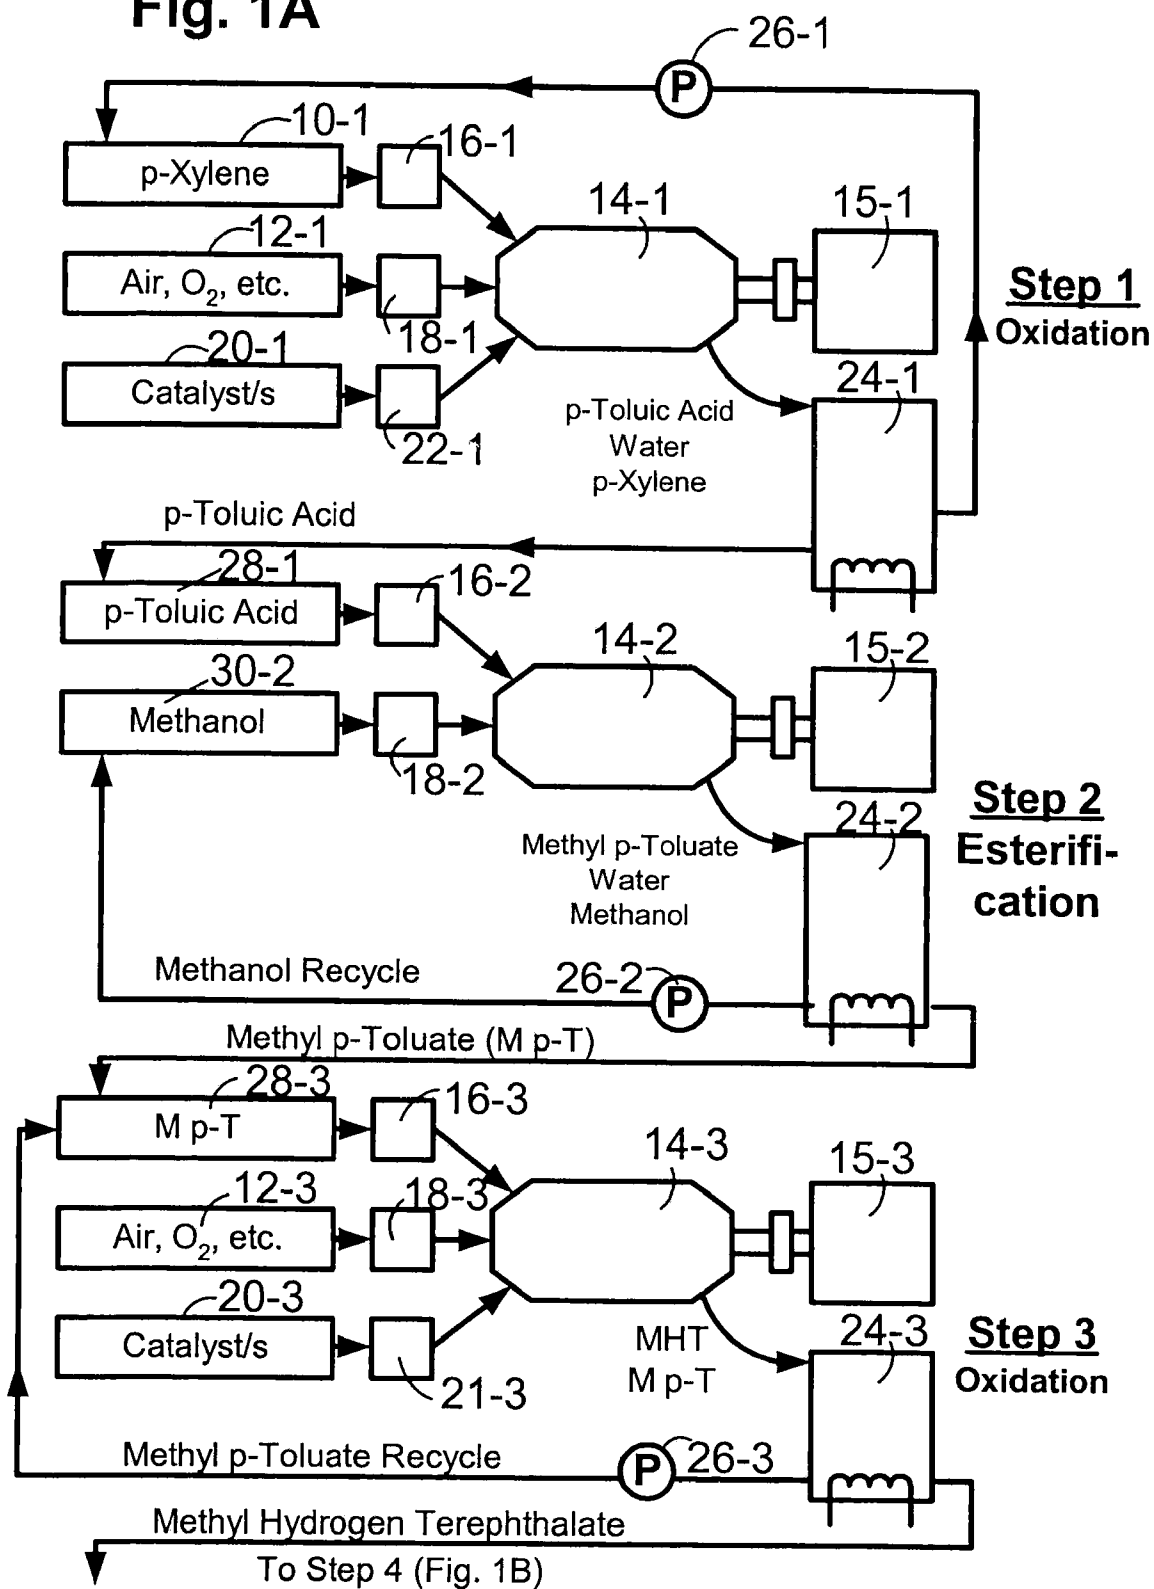 Fig. 1A
26-1
P
10-1
16-1
p-Xylene
14-1
15-1
12-1
Air, O2, etc.
Step 1
Oxidation
18-1
20-1
24-1
Catalyst/s
22-1
p-Toluic Acid
Water
p-Xylene
p-Toluic Acid
28-1
16-2
p-Toluic Acid
14-2
15-2
30-2
Methanol
18-2
Step 2
Esterifi-
cation
24-2
Methyl p-Toluate
Water
Methanol
Methanol Recycle
26-2
P
Methyl p-Toluate (M p-T)
28-3
16-3
M p-T
14-3
15-3
12-3
18-3
Air, O2, etc.
20-3
Catalyst/s
21-3
MHT
M p-T
24-3
Step 3
Oxidation
Methyl p-Toluate Recycle
P
26-3
Methyl Hydrogen Terephthalate
To Step 4 (Fig. 1B)